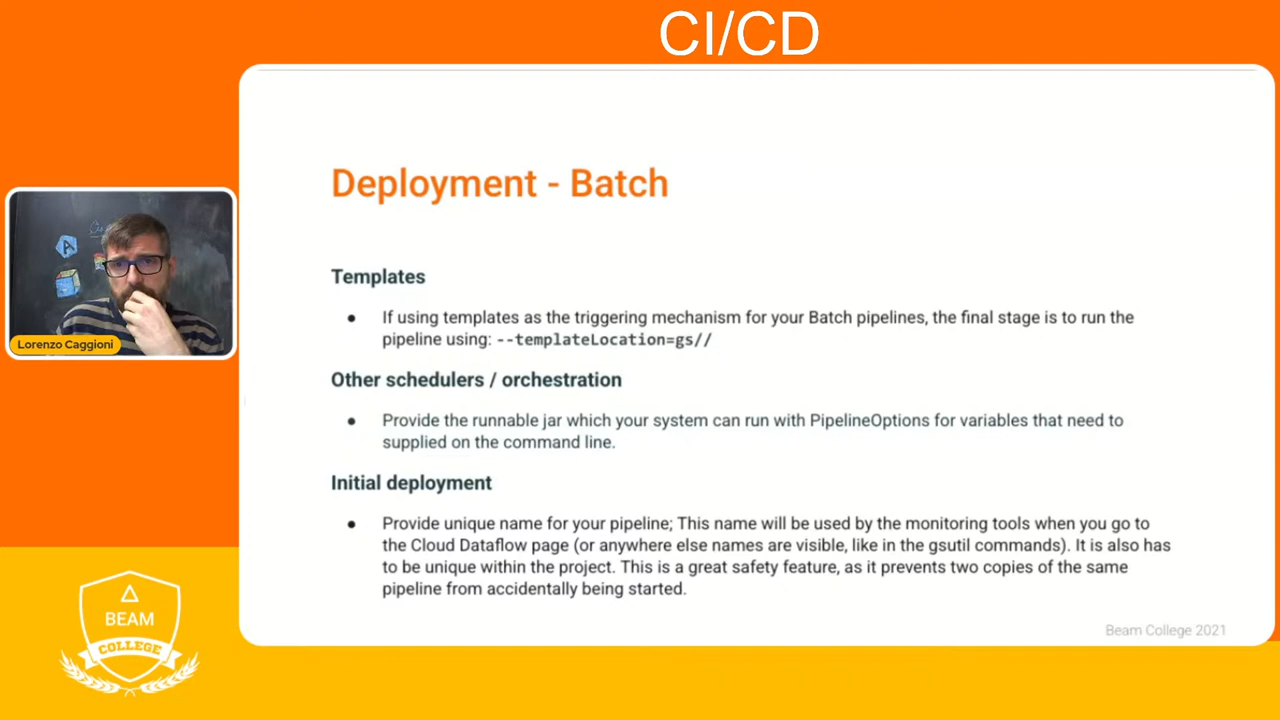 CI/CD
Deployment - Batch
Templates
● If using templates as the triggering mechanism for your Batch pipelines, the final stage is to run the
pipeline using: --templateLocation=gs//
Other schedulers / orchestration
● Provide the runnable jar which your system can run with PipelineOptions for variables that need to
supplied on the command line.
Initial deployment
● Provide unique name for your pipeline; This name will be used by the monitoring tools when you go to
the Cloud Dataflow page (or anywhere else names are visible, like in the gsutil commands). It is also has
to be unique within the project. This is a great safety feature, as it prevents two copies of the same
pipeline from accidentally being started.
Beam College 2021
Lorenzo Caggioni
BEAM
COLLEGE